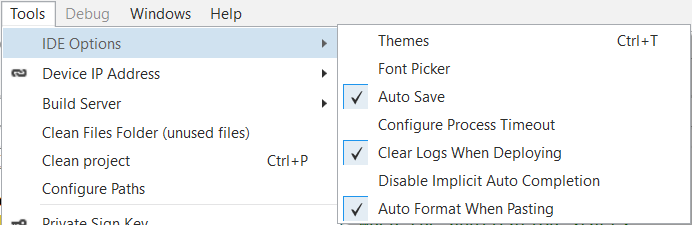 Tools Debug Windows Help
IDE Options
Device IP Address
Build Server
Clean Files Folder (unused files)
Clean project Ctrl+P
Configure Paths
Private Sign Key
Themes Ctrl+T
Font Picker
Auto Save
Configure Process Timeout
Clear Logs When Deploying
Disable Implicit Auto Completion
Auto Format When Pasting